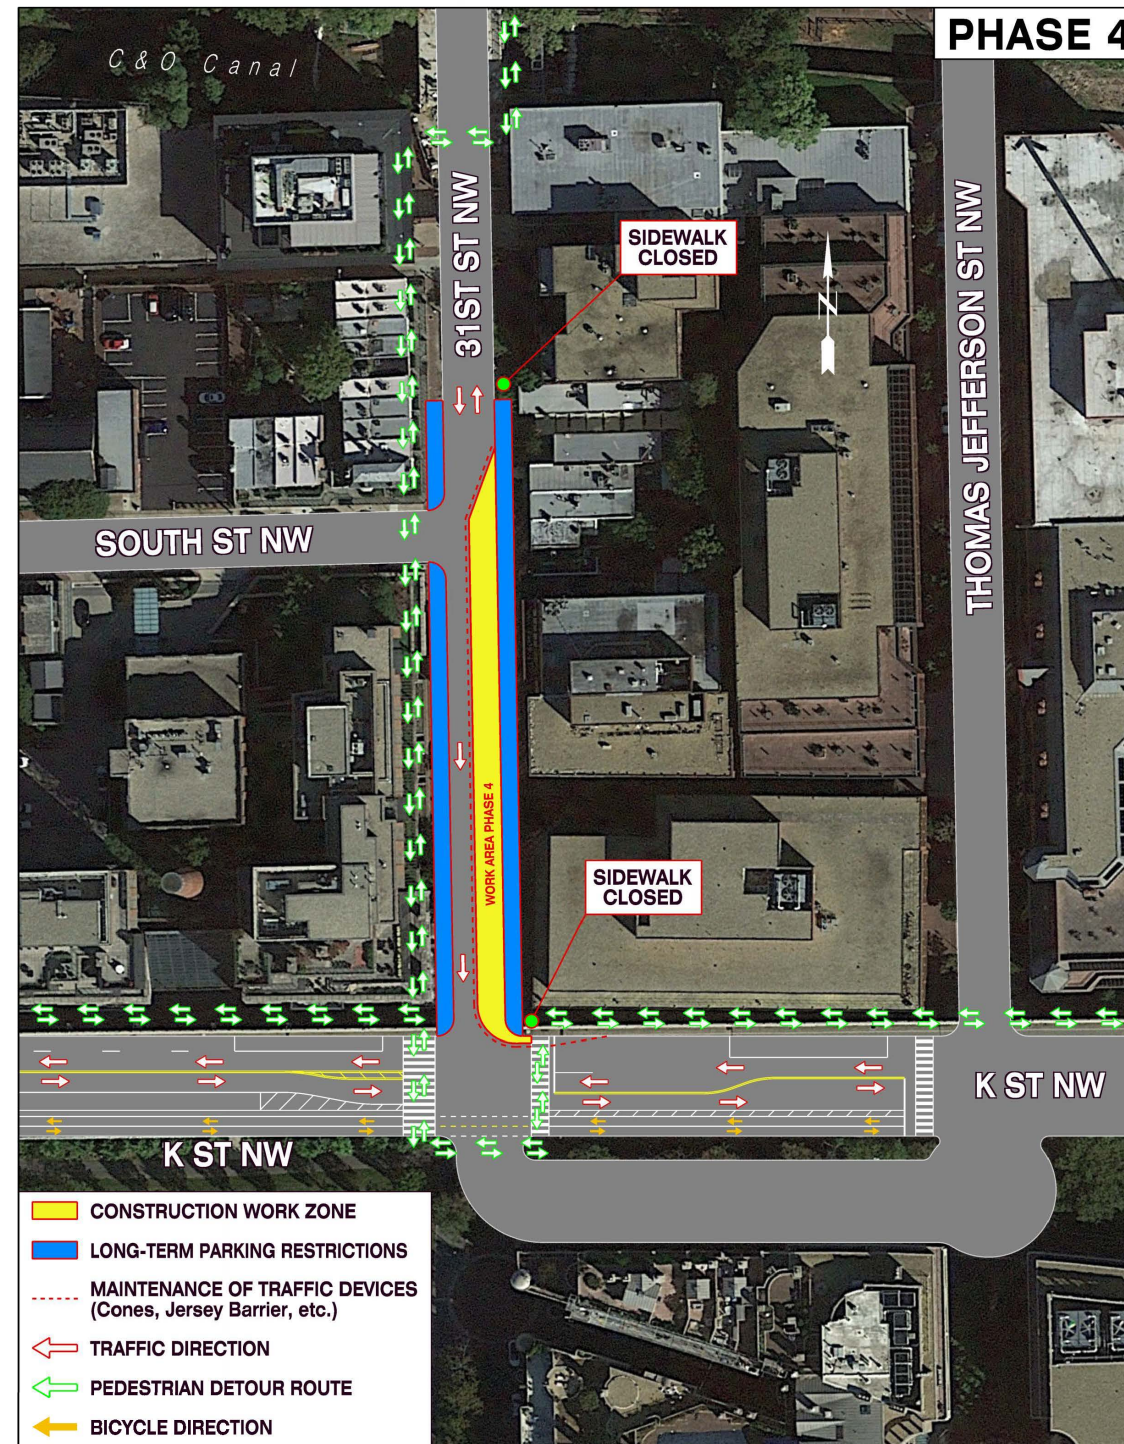 PHASE 4
C & O Canal
31ST ST NW
SIDEWALK
CLOSED
THOMAS JEFFERSON ST NW
SOUTH ST NW
WORK AREA PHASE 4
SIDEWALK
CLOSED
K ST NW
K ST NW
CONSTRUCTION WORK ZONE
LONG-TERM PARKING RESTRICTIONS
MAINTENANCE OF TRAFFIC DEVICES
(Cones, Jersey Barrier, etc.)
TRAFFIC DIRECTION
PEDESTRIAN DETOUR ROUTE
BICYCLE DIRECTION